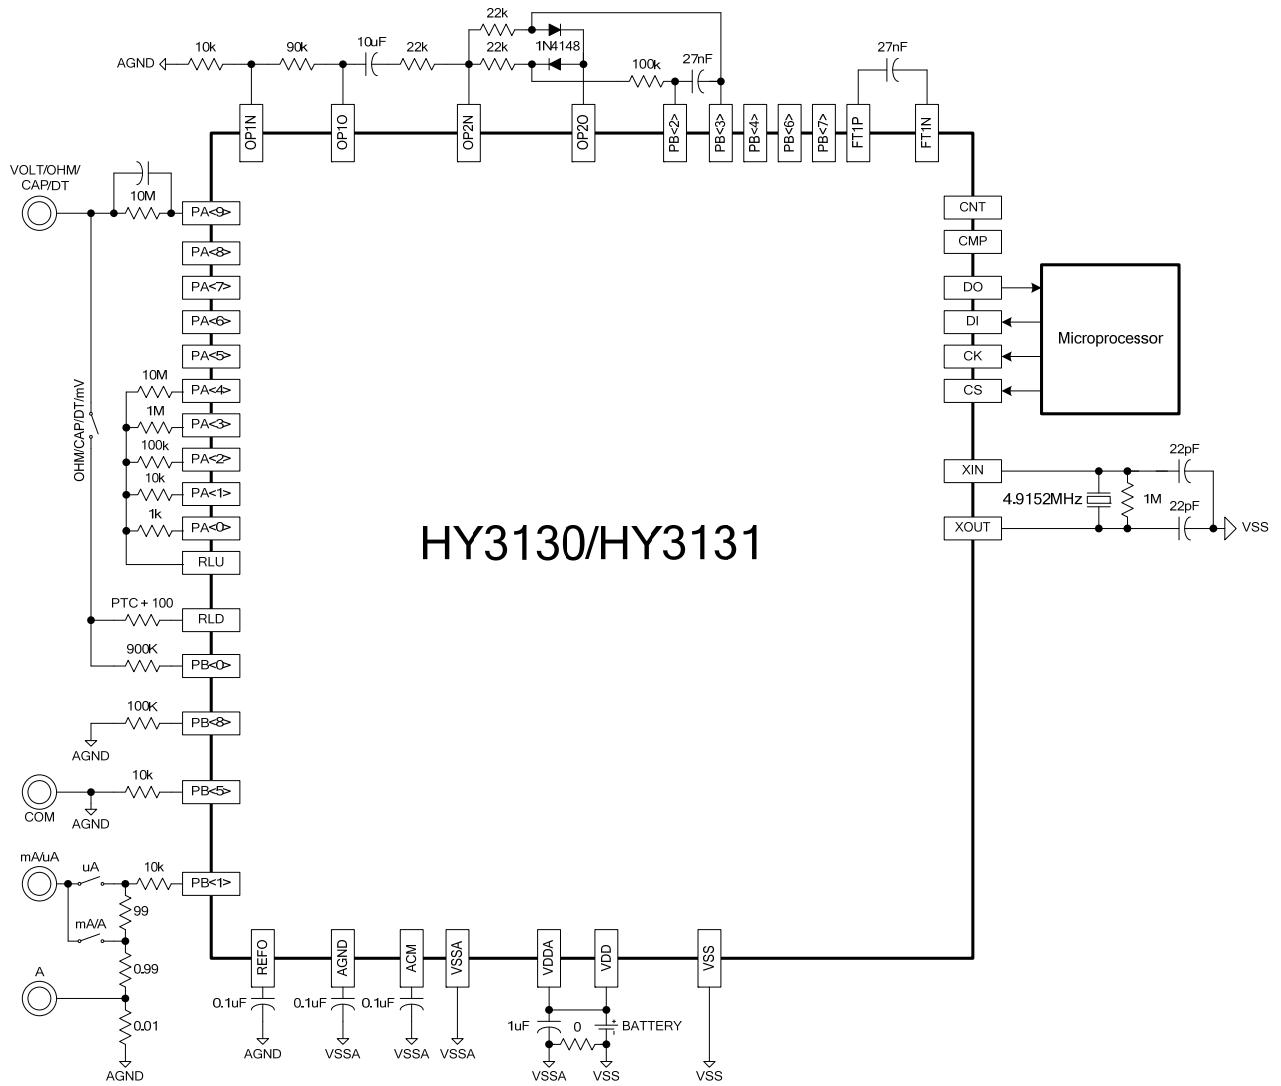 22k
10k
90k
10uF
22k
22k
1N4148
27nF
27nF
100k
AGND
OP1N
OP1O
OP2N
OP2O
PB<2>
PB<3>
PB<4>
PB<6>
PB<7>
FT1P
FT1N
VOLT/OHM/
CAP/DT
10M
PA<9>
CNT
PA<8>
CMP
PA<7>
DO
PA<6>
DI
Microprocessor
PA<5>
CK
10M
PA<4>
CS
OHM/CAP/DT/mV
1M
PA<3>
100k
PA<2>
22pF
XIN
10k
PA<1>
4.9152MHz
1M
22pF
1k
PA<0>
XOUT
VSS
HY3130/HY3131
RLU
PTC + 100
RLD
900K
PB<0>
100K
PB<8>
AGND
10k
PB<5>
COM
AGND
mA/uA
uA
10k
PB<1>
99
mA/A
0.99
A
0.01
AGND
REFO
AGND
ACM
VSSA
VDDA
VDD
VSS
0.1uF
0.1uF
0.1uF
1uF
0
BATTERY
AGND
VSSA
VSSA
VSSA
VSSA
VSS
VSS